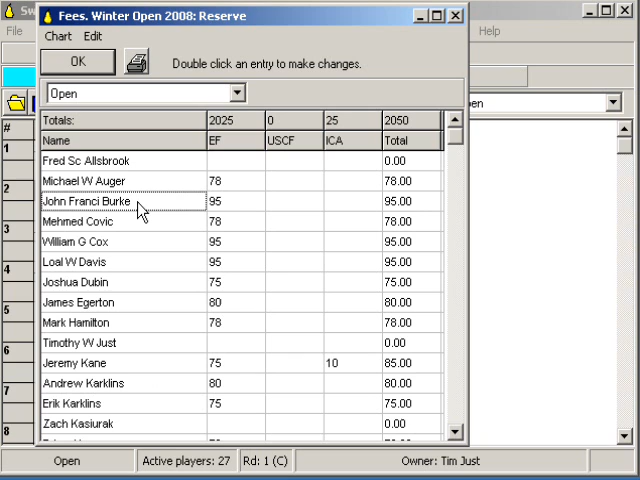 Sw
Fees. Winter Open 2008: Reserve
File
Chart Edit
Help
OK
Double click an entry to make changes.
Open
en
Totals: 2025 0 25 2050
#
Name EF USCF ICA Total
1
Fred Sc Allsbrook 0.00
Michael W Auger 78 78.00
2
John Franci Burke 95 95.00
Mehmed Covic 78 78.00
3
William G Cox 95 95.00
Loal W Davis 95 95.00
4
Joshua Dubin 75 75.00
James Egerton 80 80.00
5
Mark Hamilton 78 78.00
Timothy W Just 0.00
6
Jeremy Kane 75 10 85.00
Andrew Karklins 80 80.00
7
Erik Karklins 75 75.00
Zach Kasiurak 0.00
8
Open Active players: 27 Rd: 1 (C) Owner: Tim Just